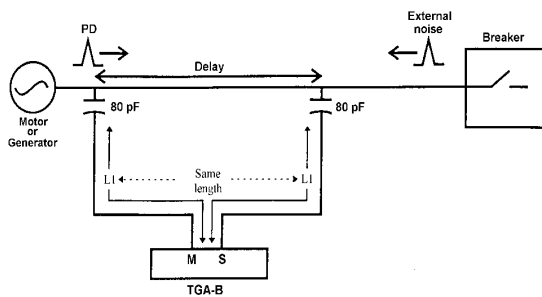 PD
External
noise
Breaker
Delay
80 pF
80 pF
Motor
or
Generator
L1
Same
length
L1
M S
TGA-B